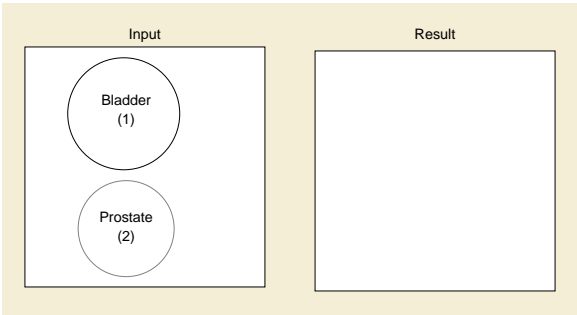 Input
Result
Bladder
(1)
Prostate
(2)